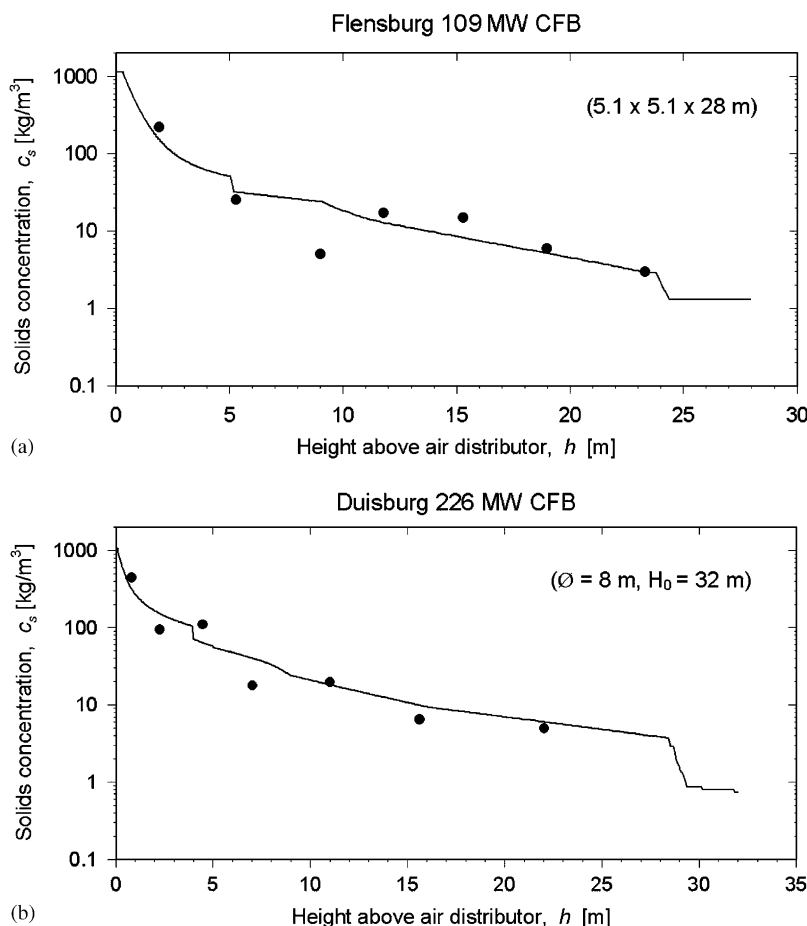 Flensburg 109 MW CFB
1000
100
10
1
0.1
Solids concentration, cₛ [kg/m³]
(5.1 x 5.1 x 28 m)
0 5 10 15 20 25 30
(a)
Height above air distributor, h [m]
Duisburg 226 MW CFB
1000
100
10
1
0.1
Solids concentration, cₛ [kg/m³]
(Ø = 8 m, H₀ = 32 m)
0 5 10 15 20 25 30 35
(b)
Height above air distributor, h [m]